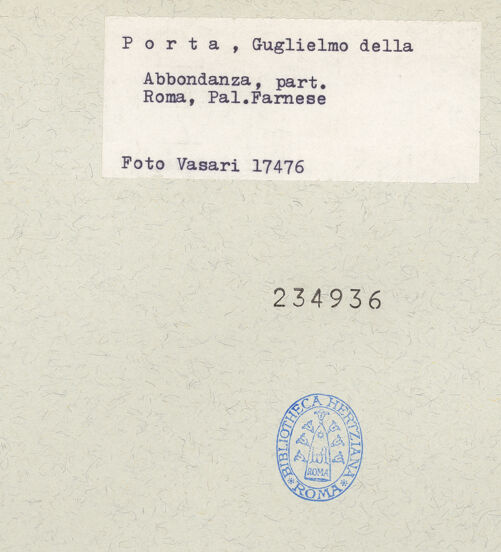 P o r t a , Guglielmo della
Abbondanza, part.
Roma, Pal.Farnese
Foto Vasari 17476
234936
BIBLIOTHECA HERTZIANA
* ROMA *
ROMA